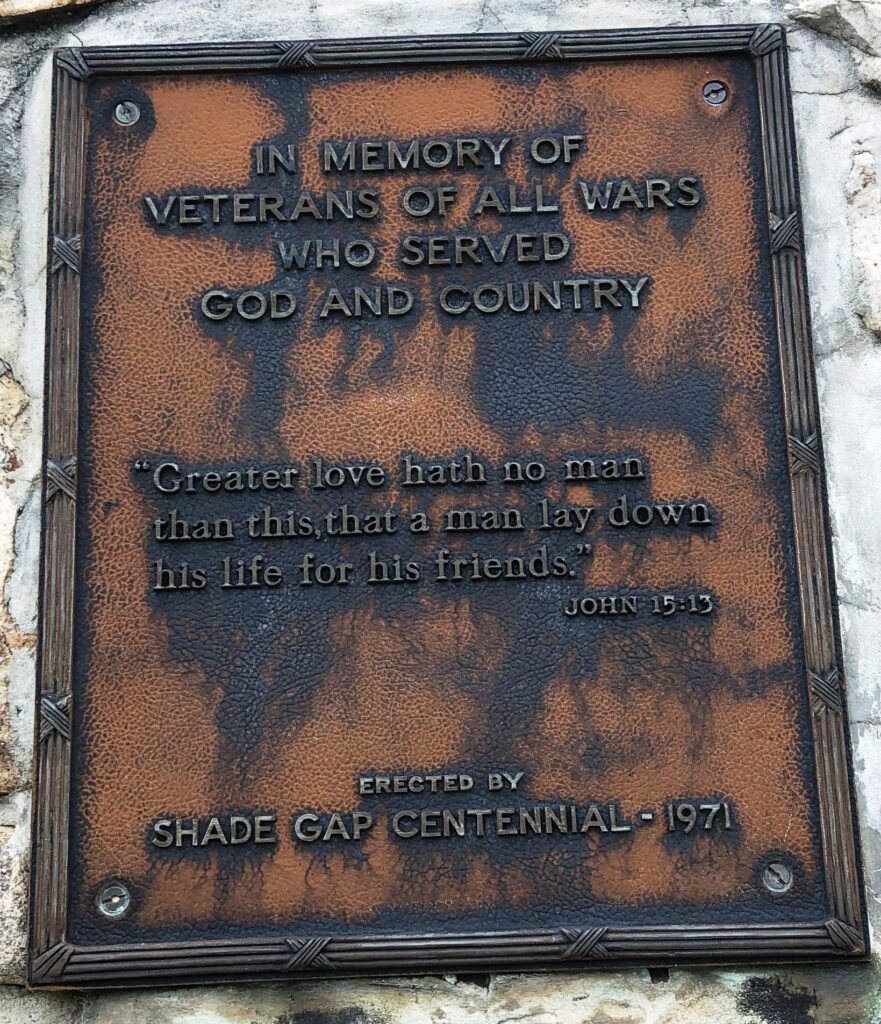 IN MEMORY OF
VETERANS OF ALL WARS
WHO SERVED
GOD AND COUNTRY
“Greater love hath no man
than this, that a man lay down
his life for his friends.”
JOHN 15:13
ERECTED BY
SHADE GAP CENTENNIAL - 1971